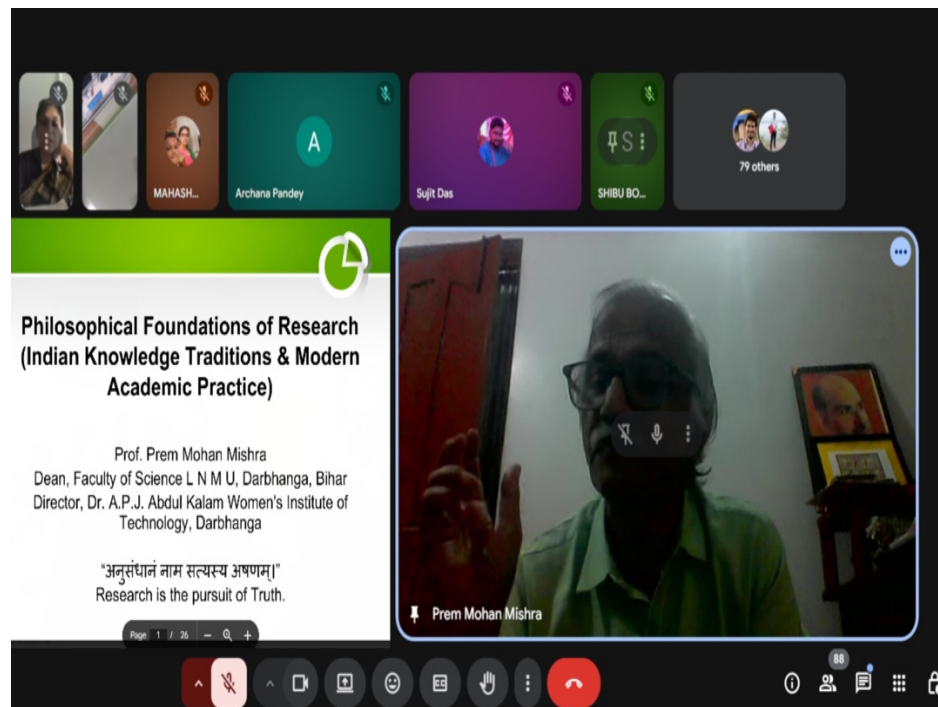 MAHASH...
A
Archana Pandey
Sujit Das
S
SHIBU BO...
79 others
Philosophical Foundations of Research
(Indian Knowledge Traditions & Modern
Academic Practice)
Prof. Prem Mohan Mishra
Dean, Faculty of Science L N M U, Darbhanga, Bihar
Director, Dr. A.P.J. Abdul Kalam Women's Institute of
Technology, Darbhanga
“अनुसंधानं नाम सत्यस्य अषणम्।”
Research is the pursuit of Truth.
Page 1 / 26
Prem Mohan Mishra
CC
88